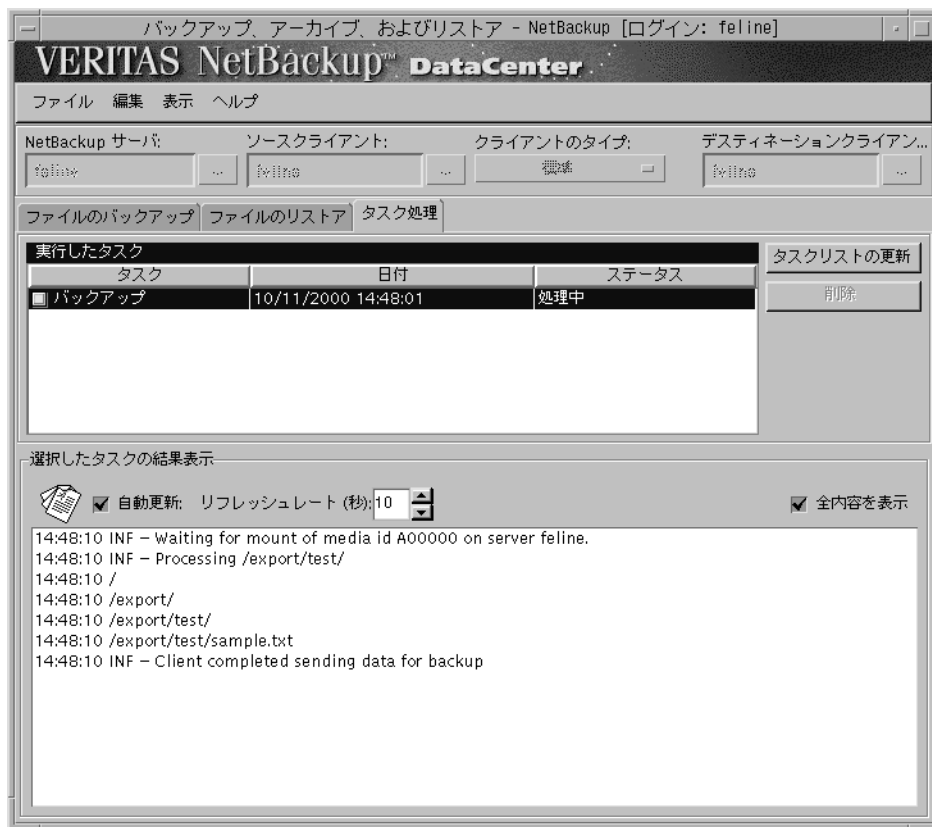 バックアップ、アーカイブ、およびリストア - NetBackup [ログイン: feline]
VERITAS NetBackup™ DataCenter
ファイル 編集 表示 ヘルプ
NetBackup サーバ: ソースクライアント: クライアントのタイプ: デスティネーションクライアン...
feline ... feline ... 標準 feline ...
ファイルのバックアップ ファイルのリストア タスク処理
実行したタスク
タスクリストの更新
タスク 日付 ステータス
バックアップ 10/11/2000 14:48:01 処理中
削除
選択したタスクの結果表示
自動更新: リフレッシュレート (秒): 10 全内容を表示
14:48:10 INF – Waiting for mount of media id A00000 on server feline.
14:48:10 INF – Processing /export/test/
14:48:10 /
14:48:10 /export/
14:48:10 /export/test/
14:48:10 /export/test/sample.txt
14:48:10 INF – Client completed sending data for backup